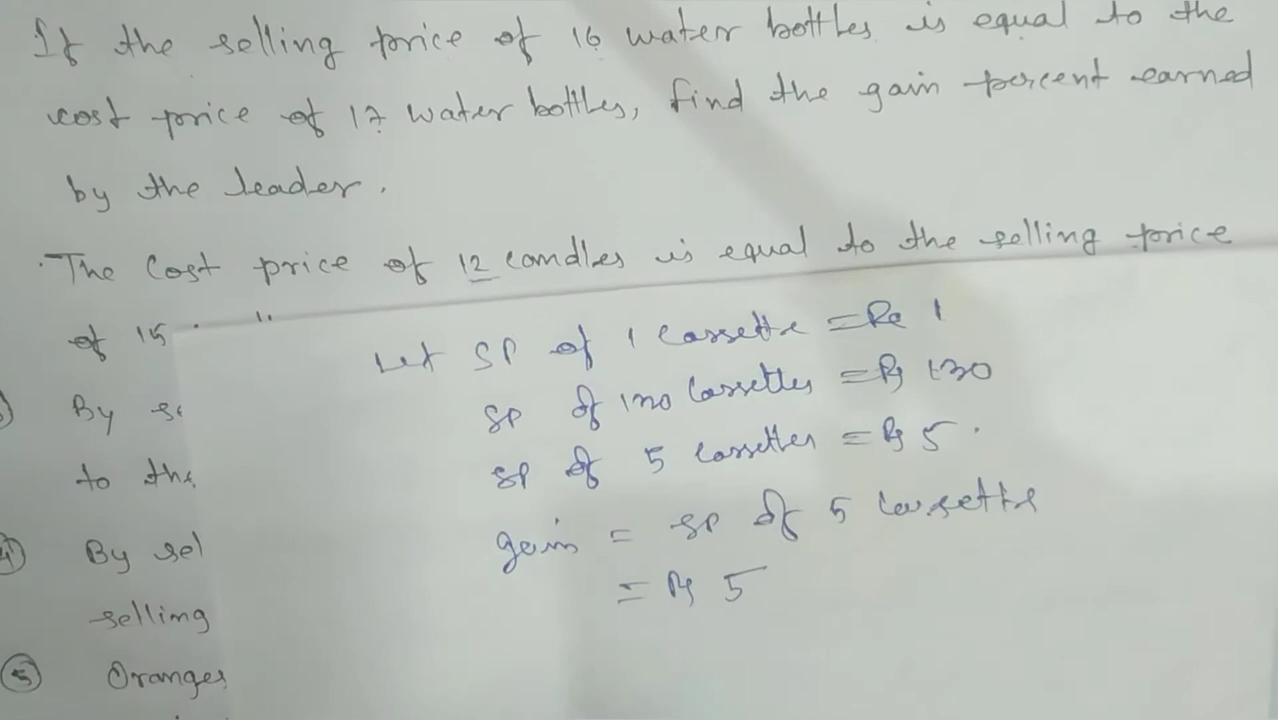 If the selling price of 16 water bottles is equal to the
cost price of 17 water bottles, find the gain percent earned
by the leader.
The Cost price of 12 candles is equal to the selling price
of 15
Let SP of 1 Cassette = Re 1
SP of 130 Cassettes = Rs 130
SP of 5 Cassettes = Rs 5.
gain = SP of 5 Cassette
= Rs 5
By se
to the
④ By sel
selling
⑤ Oranges